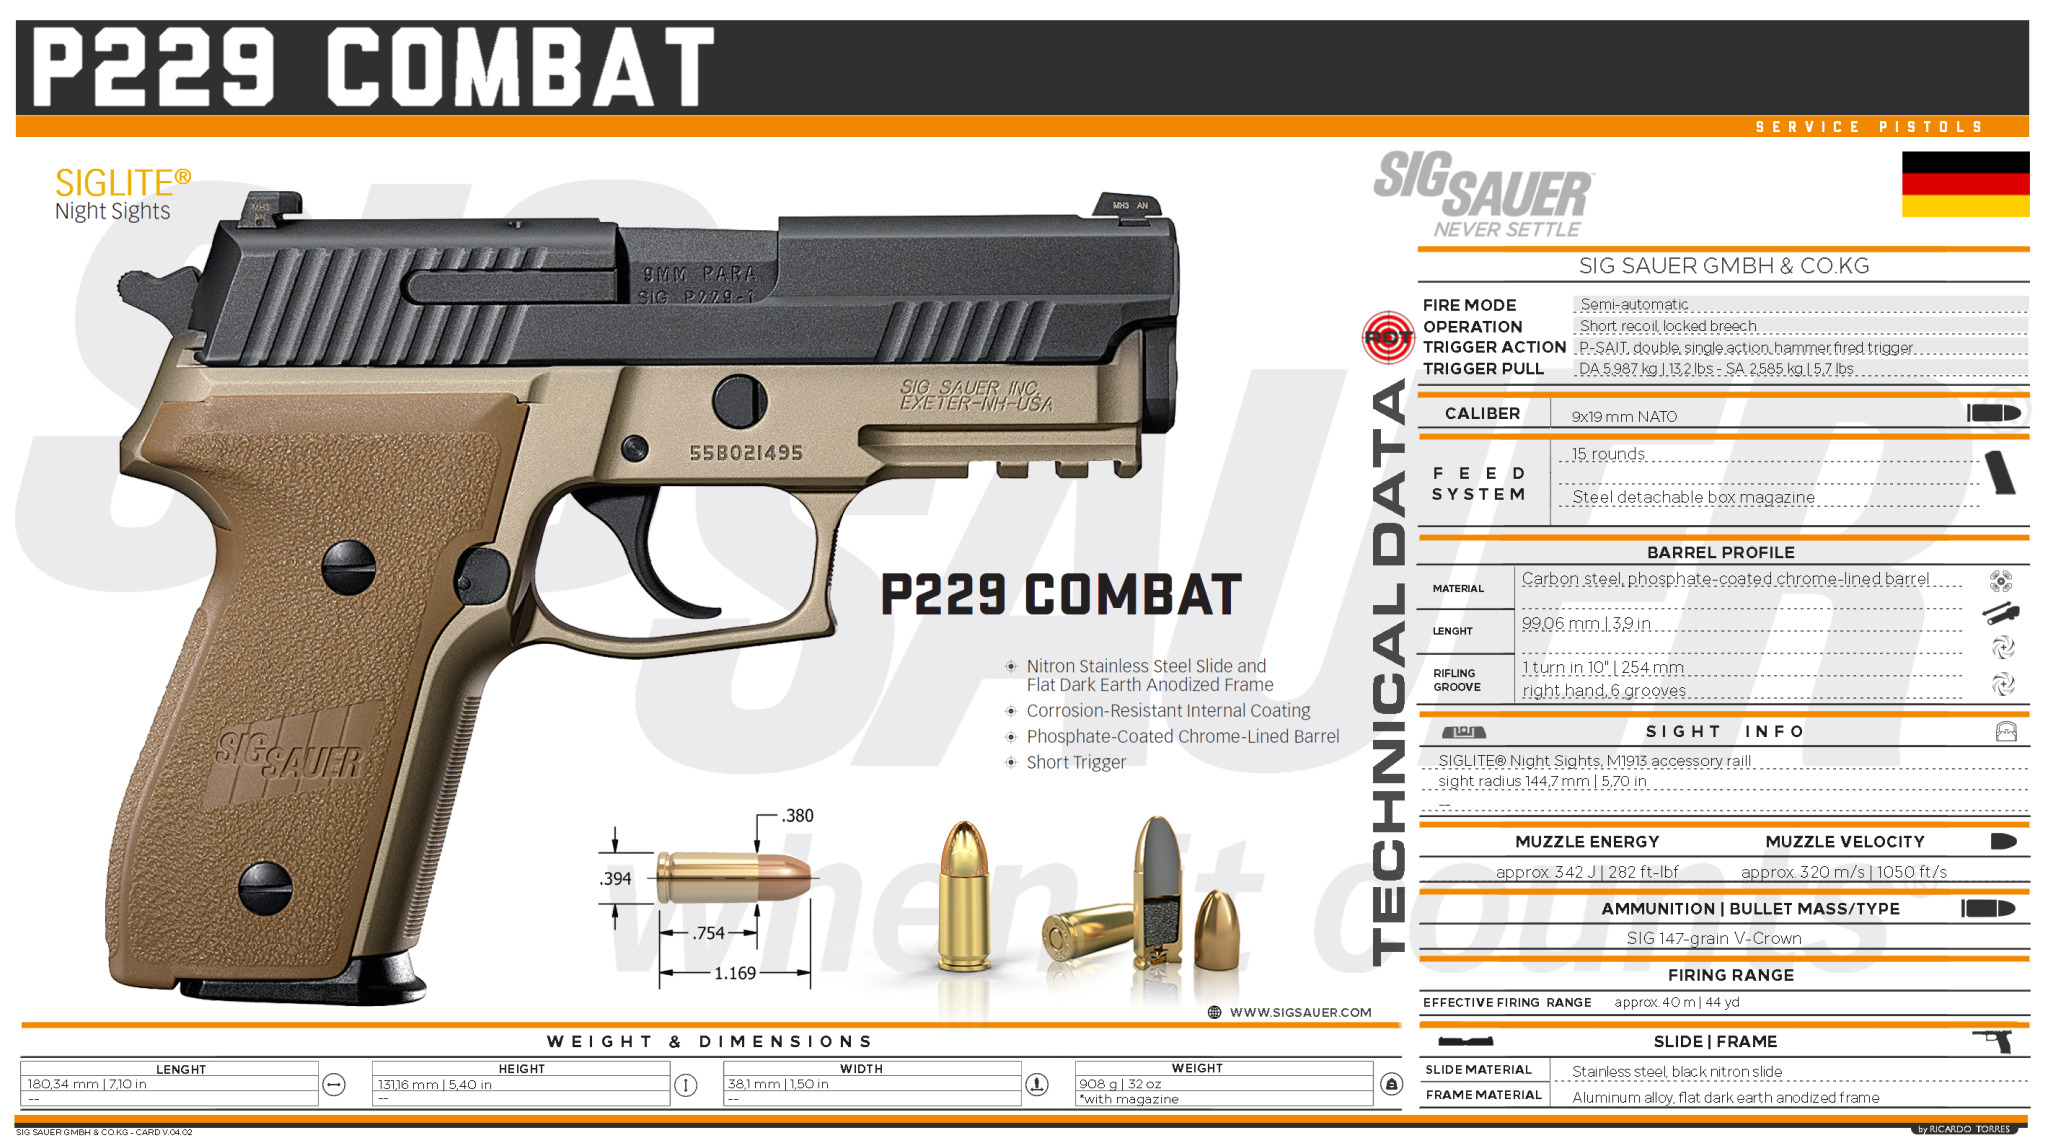 P229 COMBAT
SERVICE PISTOLS
SIGLITE®
Night Sights
MH3
AN
MH3 AN
9MM PARA
SIG P229-1
SIG SAUER INC.
EXETER-NH-USA
55B021495
SIG SAUER
P229 COMBAT
Nitron Stainless Steel Slide and
Flat Dark Earth Anodized Frame
Corrosion-Resistant Internal Coating
Phosphate-Coated Chrome-Lined Barrel
Short Trigger
.380
.394
.754
1.169
SIG SAUER
when it counts®
WWW.SIGSAUER.COM
SIG SAUER
NEVER SETTLE
SIG SAUER GMBH & CO.KG
RDT
TECHNICAL DATA
FIRE MODE Semi-automatic
OPERATION Short recoil, locked breech
TRIGGER ACTION P-SAIT, double, single action, hammer fired trigger
TRIGGER PULL DA 5,987 kg | 13,2 lbs - SA 2,585 kg | 5,7 lbs
CALIBER 9x19 mm NATO
FEED SYSTEM
15 rounds
Steel detachable box magazine
BARREL PROFILE
MATERIAL Carbon steel, phosphate-coated chrome-lined barrel
LENGHT 99,06 mm | 3,9 in
RIFLING GROOVE
1 turn in 10" | 254 mm
right hand, 6 grooves
SIGHT INFO
SIGLITE® Night Sights, M1913 accessory raill
sight radius 144,7 mm | 5,70 in
--
MUZZLE ENERGY MUZZLE VELOCITY
approx. 342 J | 282 ft-lbf approx. 320 m/s | 1050 ft/s
AMMUNITION | BULLET MASS/TYPE
SIG 147-grain V-Crown
FIRING RANGE
EFFECTIVE FIRING RANGE approx. 40 m | 44 yd
SLIDE | FRAME
SLIDE MATERIAL Stainless steel, black nitron slide
FRAME MATERIAL Aluminum alloy, flat dark earth anodized frame
WEIGHT & DIMENSIONS
LENGHT HEIGHT WIDTH WEIGHT
180,34 mm | 7,10 in 131,16 mm | 5,40 in 38,1 mm | 1,50 in 908 g | 32 oz
-- -- -- *with magazine
SIG SAUER GMBH & CO.KG - CARD V.04.02
by RICARDO TORRES